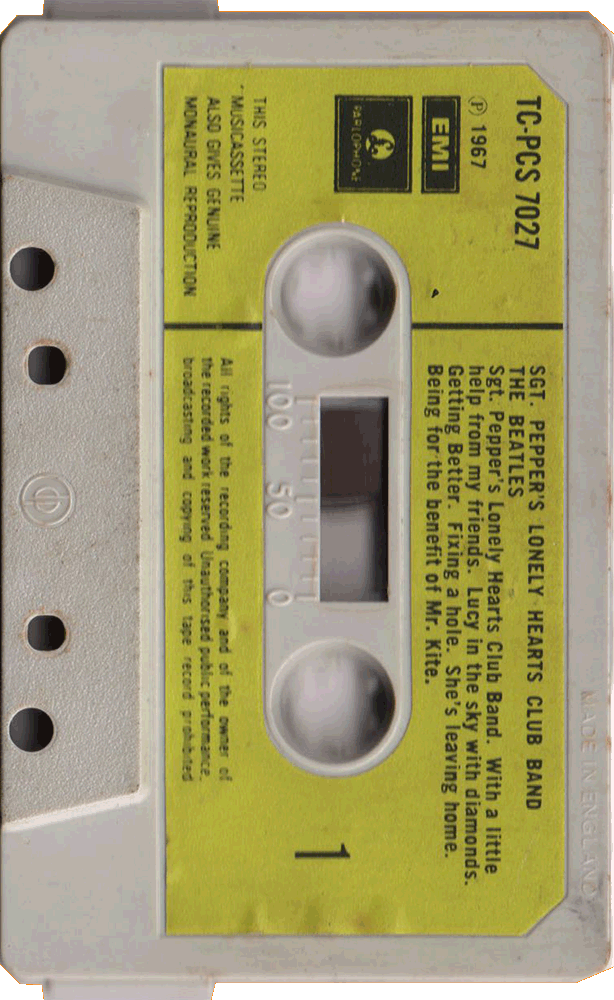 TC-PCS 7027
℗ 1967
EMI
PARLOPHONE
THIS STEREO
"MUSICASSETTE
ALSO GIVES GENUINE
MONAURAL REPRODUCTION
SGT. PEPPER'S LONELY HEARTS CLUB BAND
THE BEATLES
Sgt. Pepper's Lonely Hearts Club Band. With a little
help from my friends. Lucy in the sky with diamonds.
Getting Better. Fixing a hole. She's leaving home.
Being for the benefit of Mr. Kite.
100 50 0
All rights of the recording company and of the owner of
the recorded work reserved Unauthorised public performance,
broadcasting and copying of this tape record prohibited
1
MADE IN ENGLAND